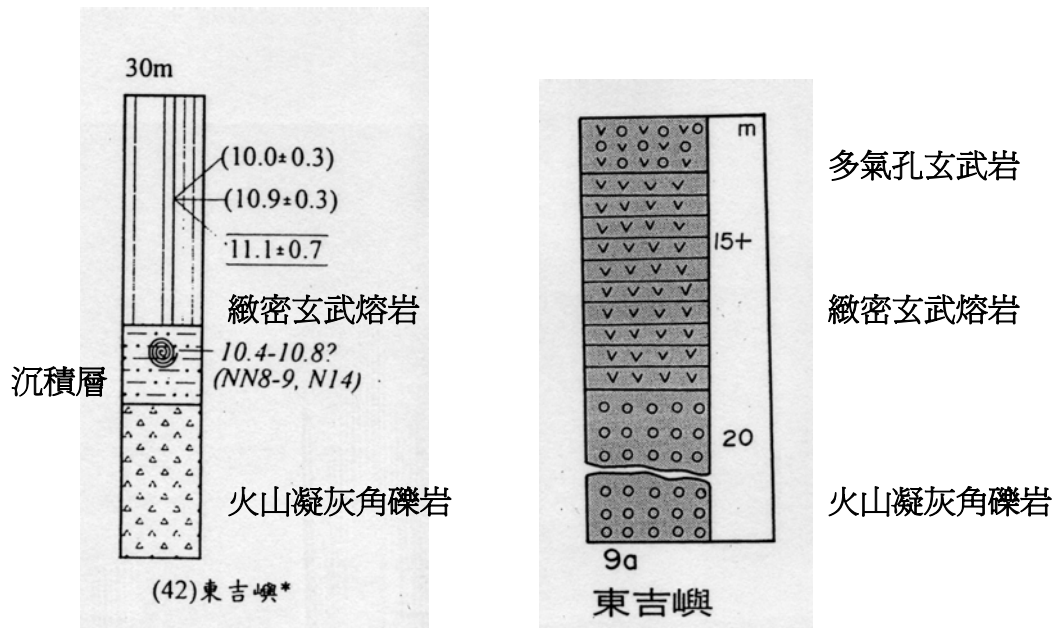 30m
(10.0±0.3)
(10.9±0.3)
11.1±0.7
緻密玄武熔岩
10.4-10.8?
(NN8-9, N14)
沉積層
火山凝灰角礫岩
(42)東吉嶼*
m
多氣孔玄武岩
15+
緻密玄武熔岩
20
火山凝灰角礫岩
9a
東吉嶼